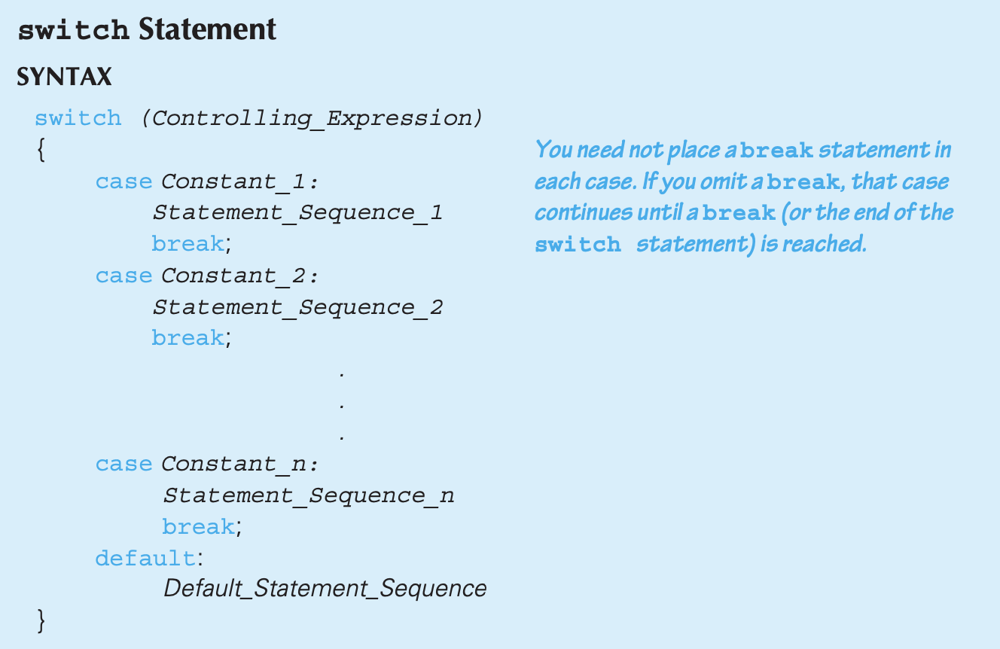 switch Statement
SYNTAX
switch (Controlling_Expression)
{
case Constant_1:
Statement_Sequence_1
break;
case Constant_2:
Statement_Sequence_2
break;
.
.
.
case Constant_n:
Statement_Sequence_n
break;
default:
Default_Statement_Sequence
}
You need not place a break statement in
each case. If you omit a break, that case
continues until a break (or the end of the
switch statement) is reached.